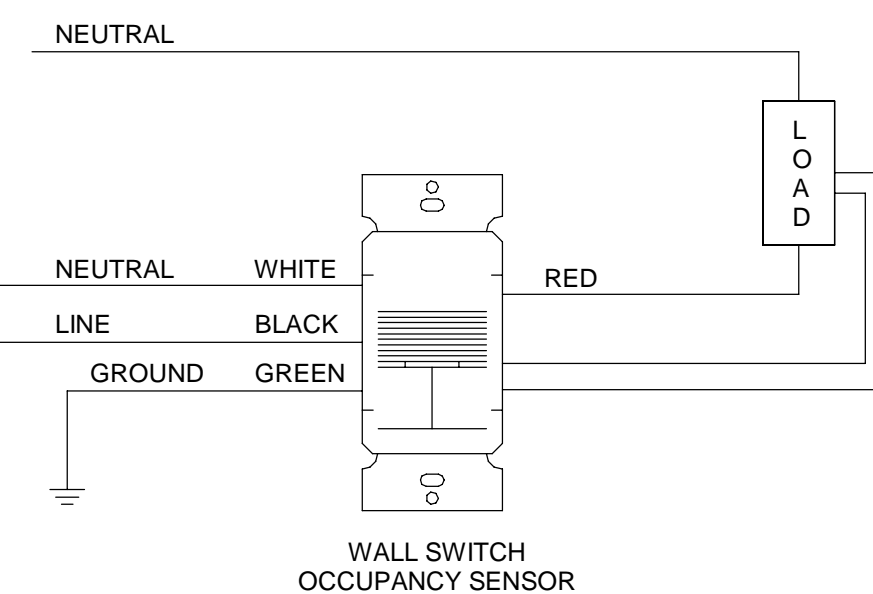 NEUTRAL
L
O
A
D
NEUTRAL WHITE
RED
LINE BLACK
GROUND GREEN
WALL SWITCH
OCCUPANCY SENSOR